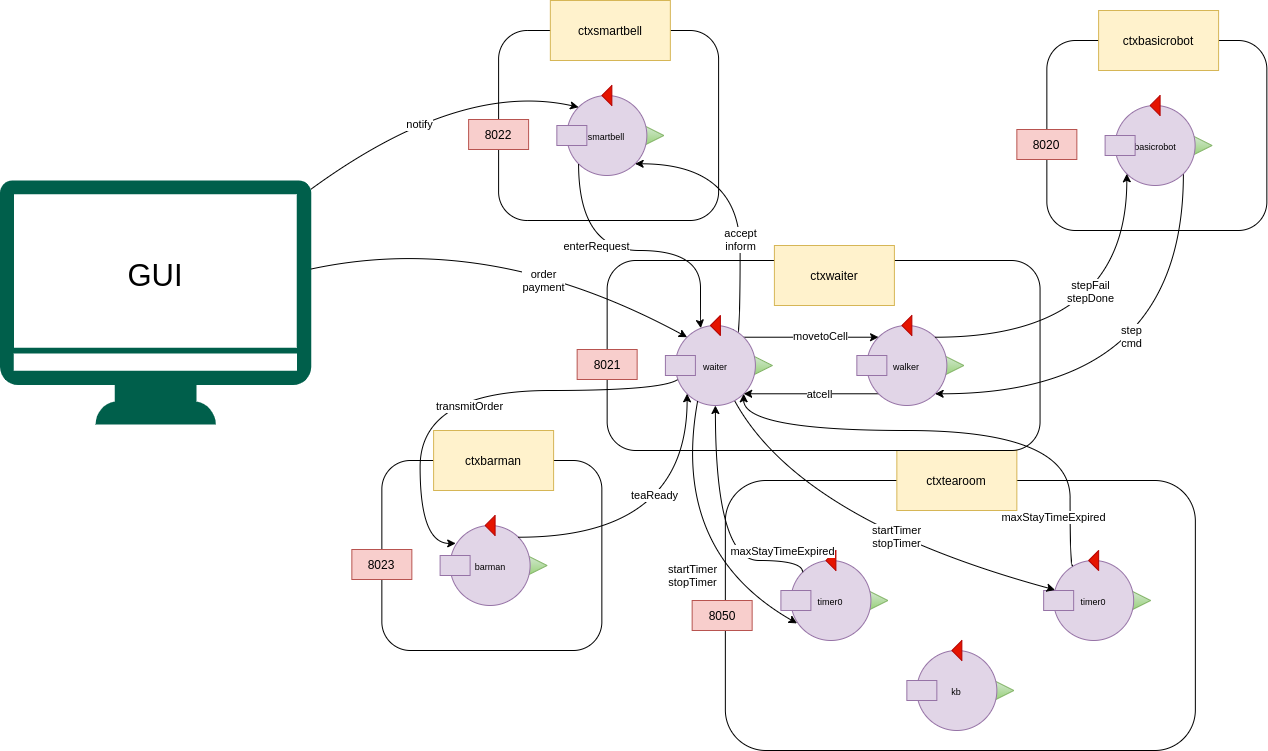 ctxsmartbell
ctxbasicrobot
notify
8022
smartbell
8020
basicrobot
accept
inform
enterRequest
GUI
order
payment
ctxwaiter
stepFail
stepDone
step
cmd
movetoCell
8021
waiter
walker
atcell
transmitOrder
ctxbarman
ctxtearoom
teaReady
maxStayTimeExpired
startTimer
stopTimer
maxStayTimeExpired
8023
barman
startTimer
stopTimer
8050
timer0
timer0
kb